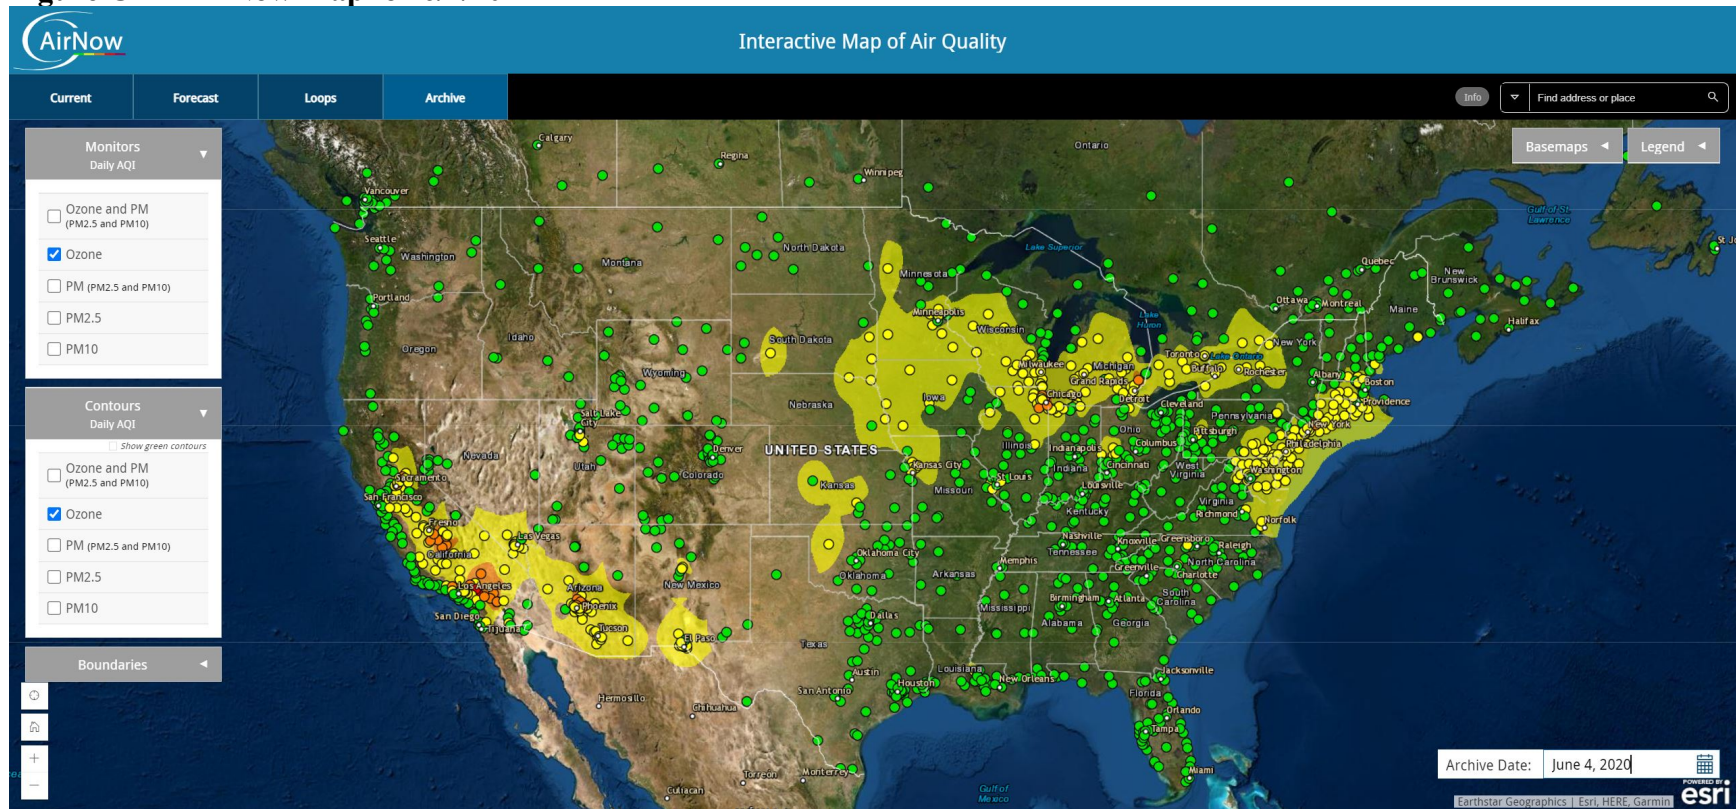 AirNow
Interactive Map of Air Quality
Current
Forecast
Loops
Archive
Info
Find address or place
Monitors
Daily AQI
Ozone and PM
(PM2.5 and PM10)
Ozone
PM (PM2.5 and PM10)
PM2.5
PM10
Contours
Daily AQI
Show green contours
Ozone and PM
(PM2.5 and PM10)
Ozone
PM (PM2.5 and PM10)
PM2.5
PM10
Boundaries
Basemaps
Legend
Calgary
Regina
Winnipeg
Ontario
Vancouver
Gulf of St.
Lawrence
Seattle
Washington
Montana
North Dakota
Lake Superior
Minnesota
Quebec
New
Brunswick
Portland
Ottawa
Montreal
Maine
Halifax
Minneapolis
Lake
Huron
Wisconsin
Idaho
Oregon
South Dakota
Toronto
Lake Ontario
New York
Wyoming
Milwaukee
Michigan
Buffalo
Rochester
Albany
Boston
Grand Rapids
Chicago
Detroit
Providence
Nebraska
Iowa
Cleveland
Salt Lake
City
Pennsylvania
New York
Ohio
Pittsburgh
Philadelphia
Nevada
Denver
UNITED STATES
Illinois
Indianapolis
Columbus
Utah
Colorado
Kansas City
Indiana
Cincinnati
West
Virginia
Washington
Sacramento
San Francisco
Kansas
Missouri
St Louis
Louisville
Virginia
Richmond
Kentucky
Norfolk
Fresno
Las Vegas
California
Oklahoma City
Nashville
Tennessee
Knoxville
Greensboro
Raleigh
Memphis
North Carolina
Greenville
Charlotte
Los Angeles
Arizona
New Mexico
Oklahoma
Arkansas
Phoenix
Birmingham
Atlanta
South
Carolina
San Diego
Tijuana
Tucson
El Paso
Dallas
Mississippi
Alabama
Georgia
Texas
Austin
Louisiana
Jacksonville
Hermosillo
Chihuahua
San Antonio
Houston
New Orleans
Florida
Orlando
Tampa
Torreon
Monterrey
Miami
Culiacan
Gulf of
Mexico
Archive Date:
June 4, 2020
POWERED BY
esri
Earthstar Geographics | Esri, HERE, Garmin